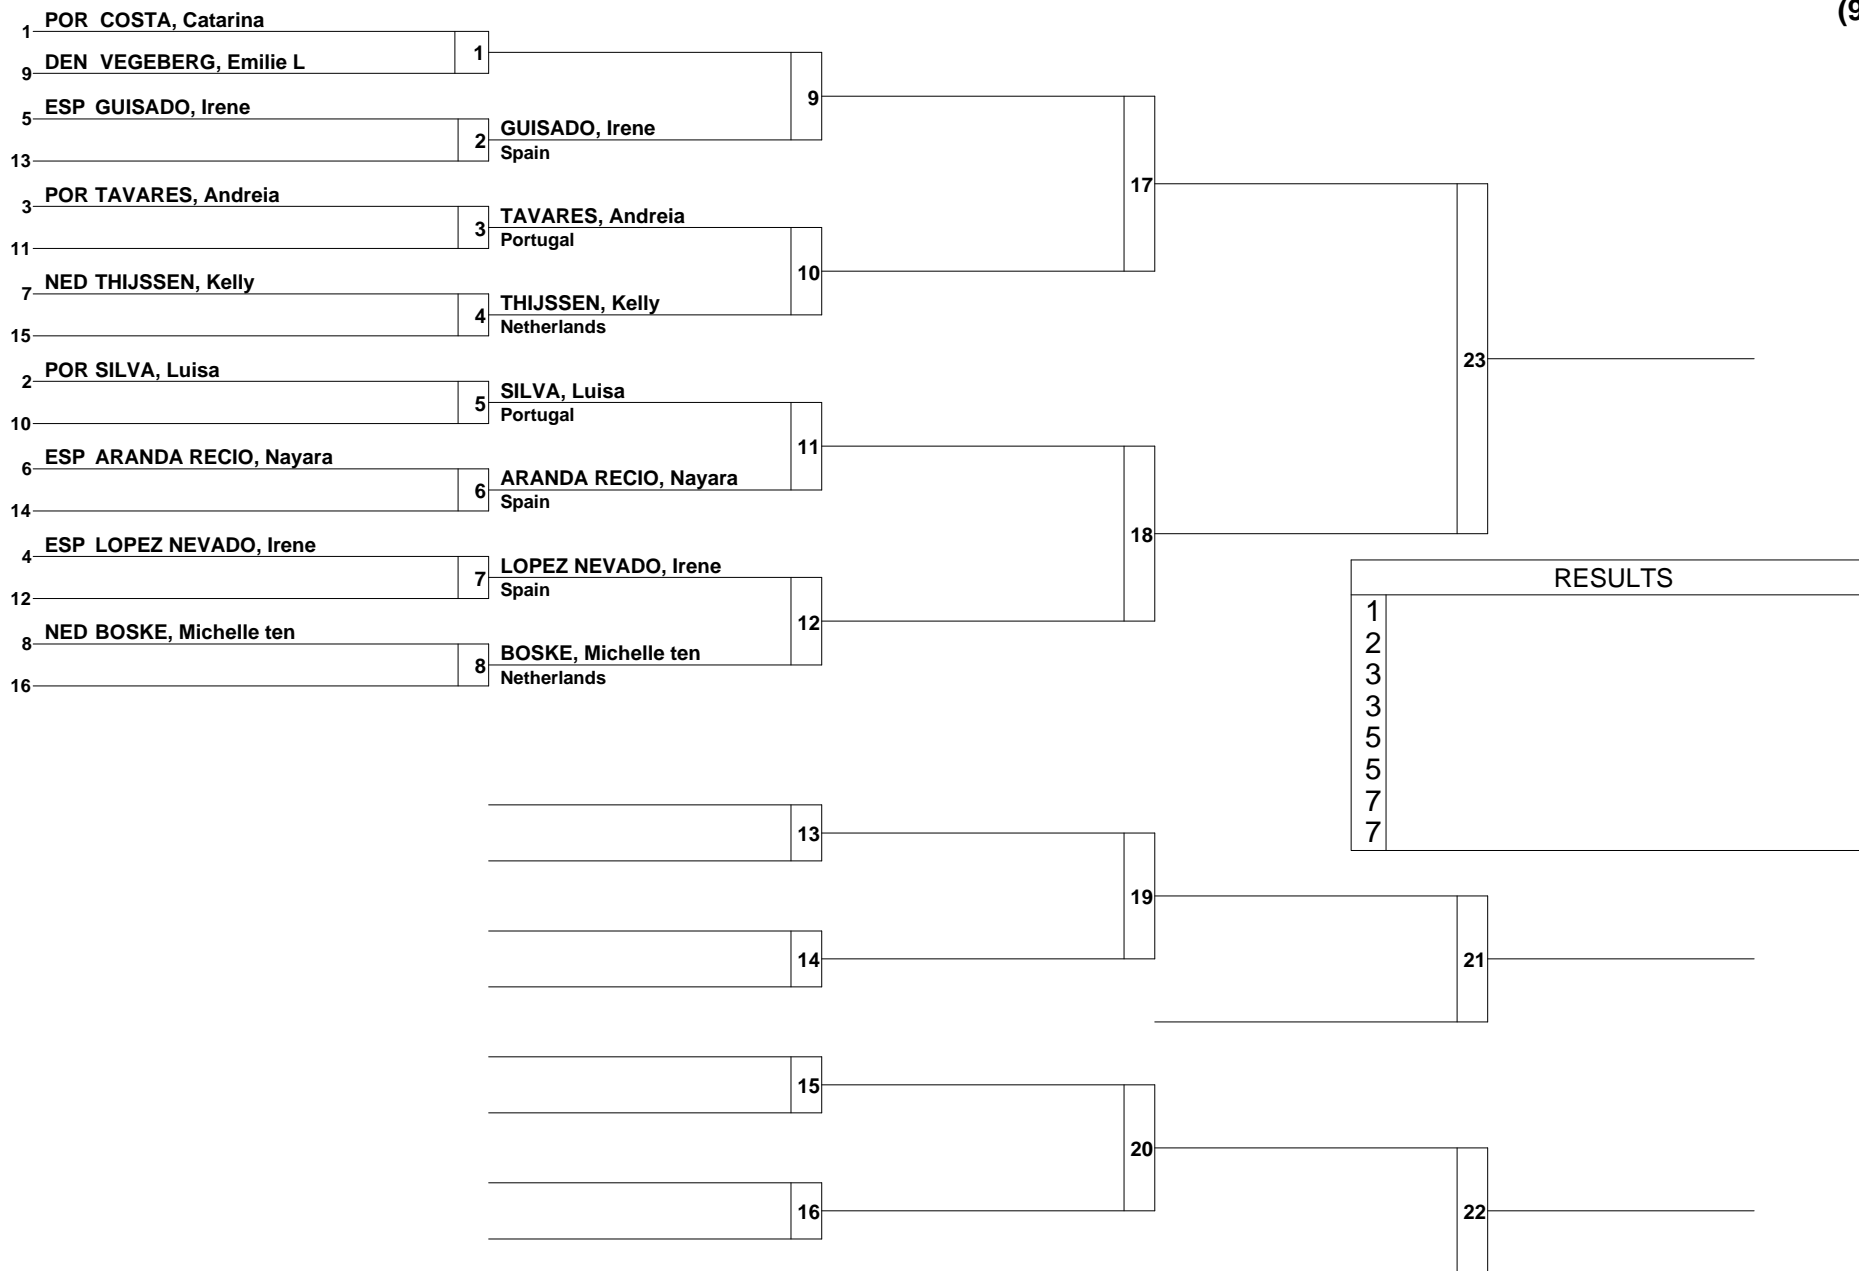 (9
1 POR COSTA, Catarina
1
9 DEN VEGEBERG, Emilie L
9
5 ESP GUISADO, Irene
2 GUISADO, Irene
Spain
13
17
3 POR TAVARES, Andreia
3 TAVARES, Andreia
Portugal
11
10
7 NED THIJSSEN, Kelly
4 THIJSSEN, Kelly
Netherlands
15
23
2 POR SILVA, Luisa
5 SILVA, Luisa
Portugal
10
11
6 ESP ARANDA RECIO, Nayara
6 ARANDA RECIO, Nayara
Spain
14
18
4 ESP LOPEZ NEVADO, Irene
7 LOPEZ NEVADO, Irene
Spain
12
12
8 NED BOSKE, Michelle ten
8 BOSKE, Michelle ten
Netherlands
16
RESULTS
1
2
3
3
5
5
7
7
13
19
14
21
15
20
16
22